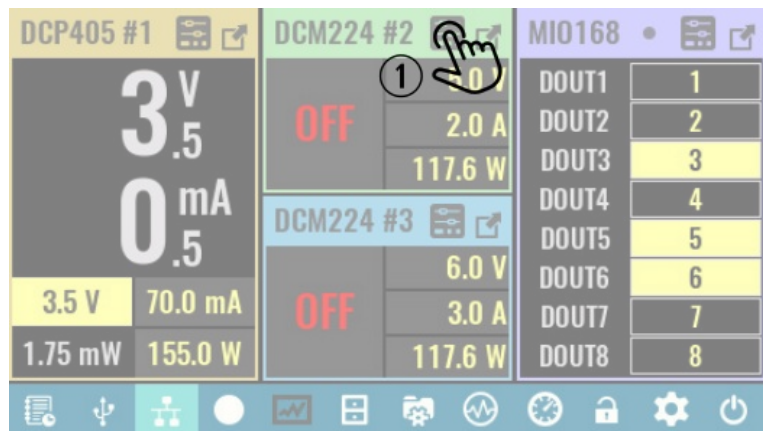 DCP405 #1
3 V
.5
0 mA
.5
3.5 V 70.0 mA
1.75 mW 155.0 W
DCM224 #2
1
OFF
5.0 V
2.0 A
117.6 W
DCM224 #3
OFF
6.0 V
3.0 A
117.6 W
MIO168
DOUT1 1
DOUT2 2
DOUT3 3
DOUT4 4
DOUT5 5
DOUT6 6
DOUT7 7
DOUT8 8